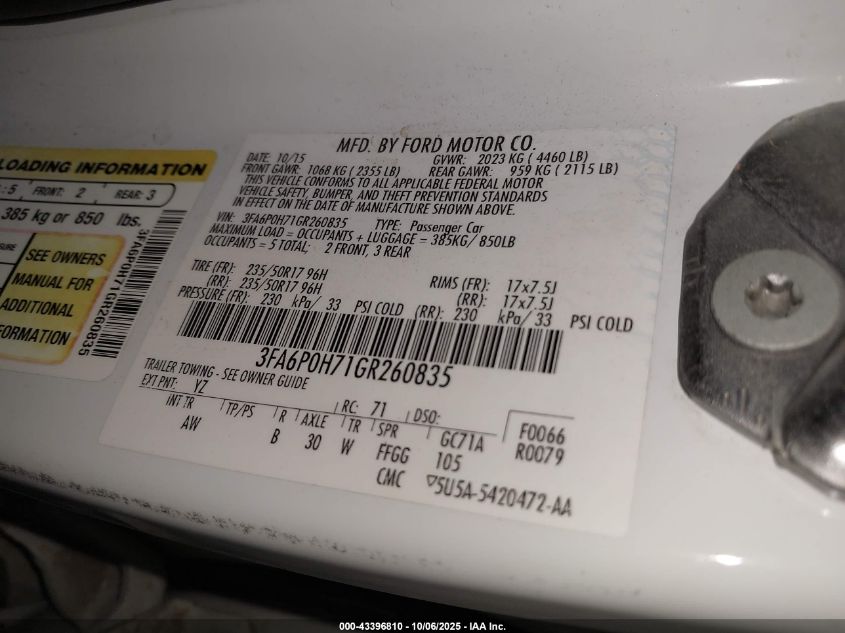 LOADING INFORMATION
: 5 FRONT: 2 REAR: 3
385 kg or 850 lbs.
SEE OWNERS
MANUAL FOR
ADDITIONAL
FORMATION
3FA6P0H71GR260835
MFD. BY FORD MOTOR CO.
DATE: 10/15 GVWR: 2023 KG ( 4460 LB)
FRONT GAWR: 1068 KG ( 2355 LB) REAR GAWR: 959 KG ( 2115 LB)
THIS VEHICLE CONFORMS TO ALL APPLICABLE FEDERAL MOTOR
VEHICLE SAFETY, BUMPER, AND THEFT PREVENTION STANDARDS
IN EFFECT ON THE DATE OF MANUFACTURE SHOWN ABOVE.
VIN: 3FA6P0H71GR260835 TYPE: Passenger Car
MAXIMUM LOAD = OCCUPANTS + LUGGAGE = 385KG/ 850LB
OCCUPANTS = 5 TOTAL; 2 FRONT, 3 REAR
TIRE (FR): 235/50R17 96H RIMS (FR): 17x7.5J
(RR): 235/50R17 96H (RR): 17x7.5J
PRESSURE (FR): 230 kPa/ 33 PSI COLD (RR): 230 kPa/ 33 PSI COLD
3FA6P0H71GR260835
TRAILER TOWING - SEE OWNER GUIDE
EXT PNT: YZ RC: 71 DSO: F0066
INT TR TP/PS R AXLE TR SPR GC71A R0079
AW B 30 W FFGG 105
CMC ▽5U5A-5420472-AA
000-43396810 - 10/06/2025 - IAA Inc.